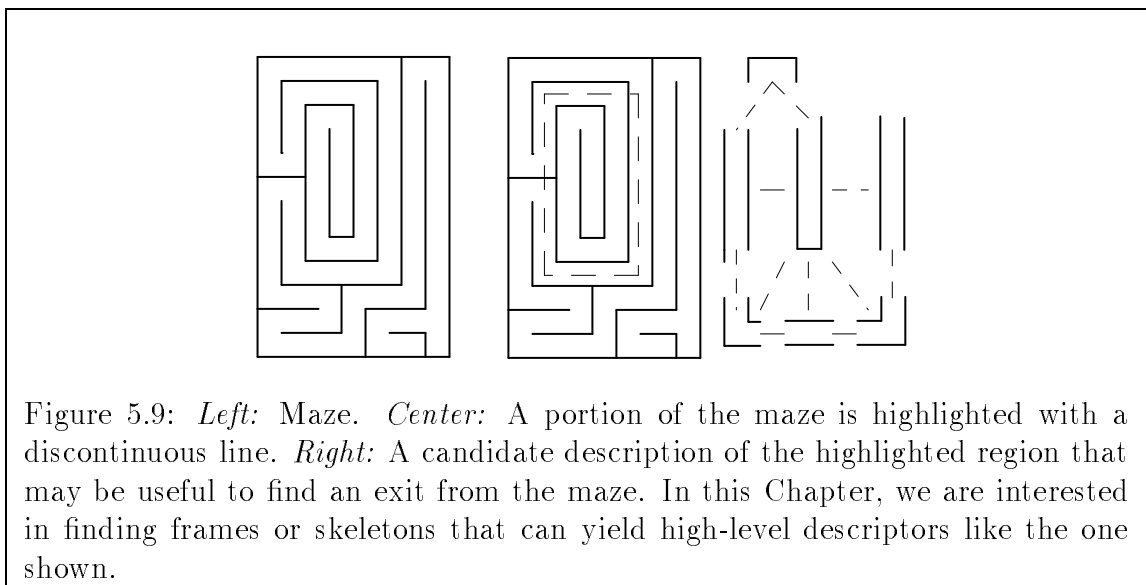 Figure 5.9: Left: Maze. Center: A portion of the maze is highlighted with a
discontinuous line. Right: A candidate description of the highlighted region that
may be useful to find an exit from the maze. In this Chapter, we are interested
in finding frames or skeletons that can yield high-level descriptors like the one
shown.